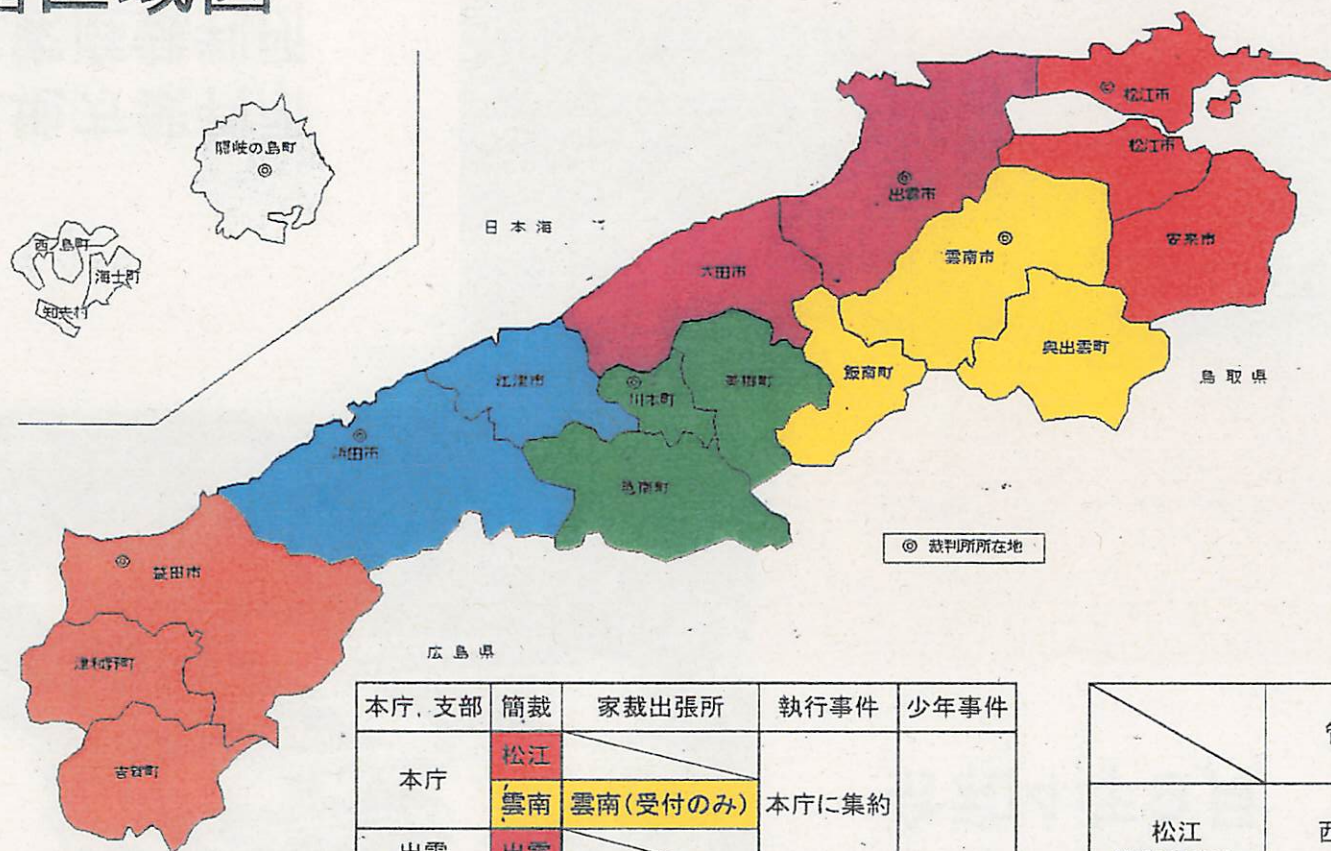 区域図
隠岐の島町
西ノ島町
海士町
知夫村
日本海
松江市
松江市
安来市
出雲市
大田市
雲南市
奥出雲町
飯南町
鳥取県
江津市
川本町
美郷町
邑南町
浜田市
益田市
津和野町
吉賀町
広島県
◎ 裁判所所在地
本庁、支部 簡裁 家裁出張所 執行事件 少年事件
本庁 松江
雲南 雲南(受付のみ) 本庁に集約
出雲 出雲
松江